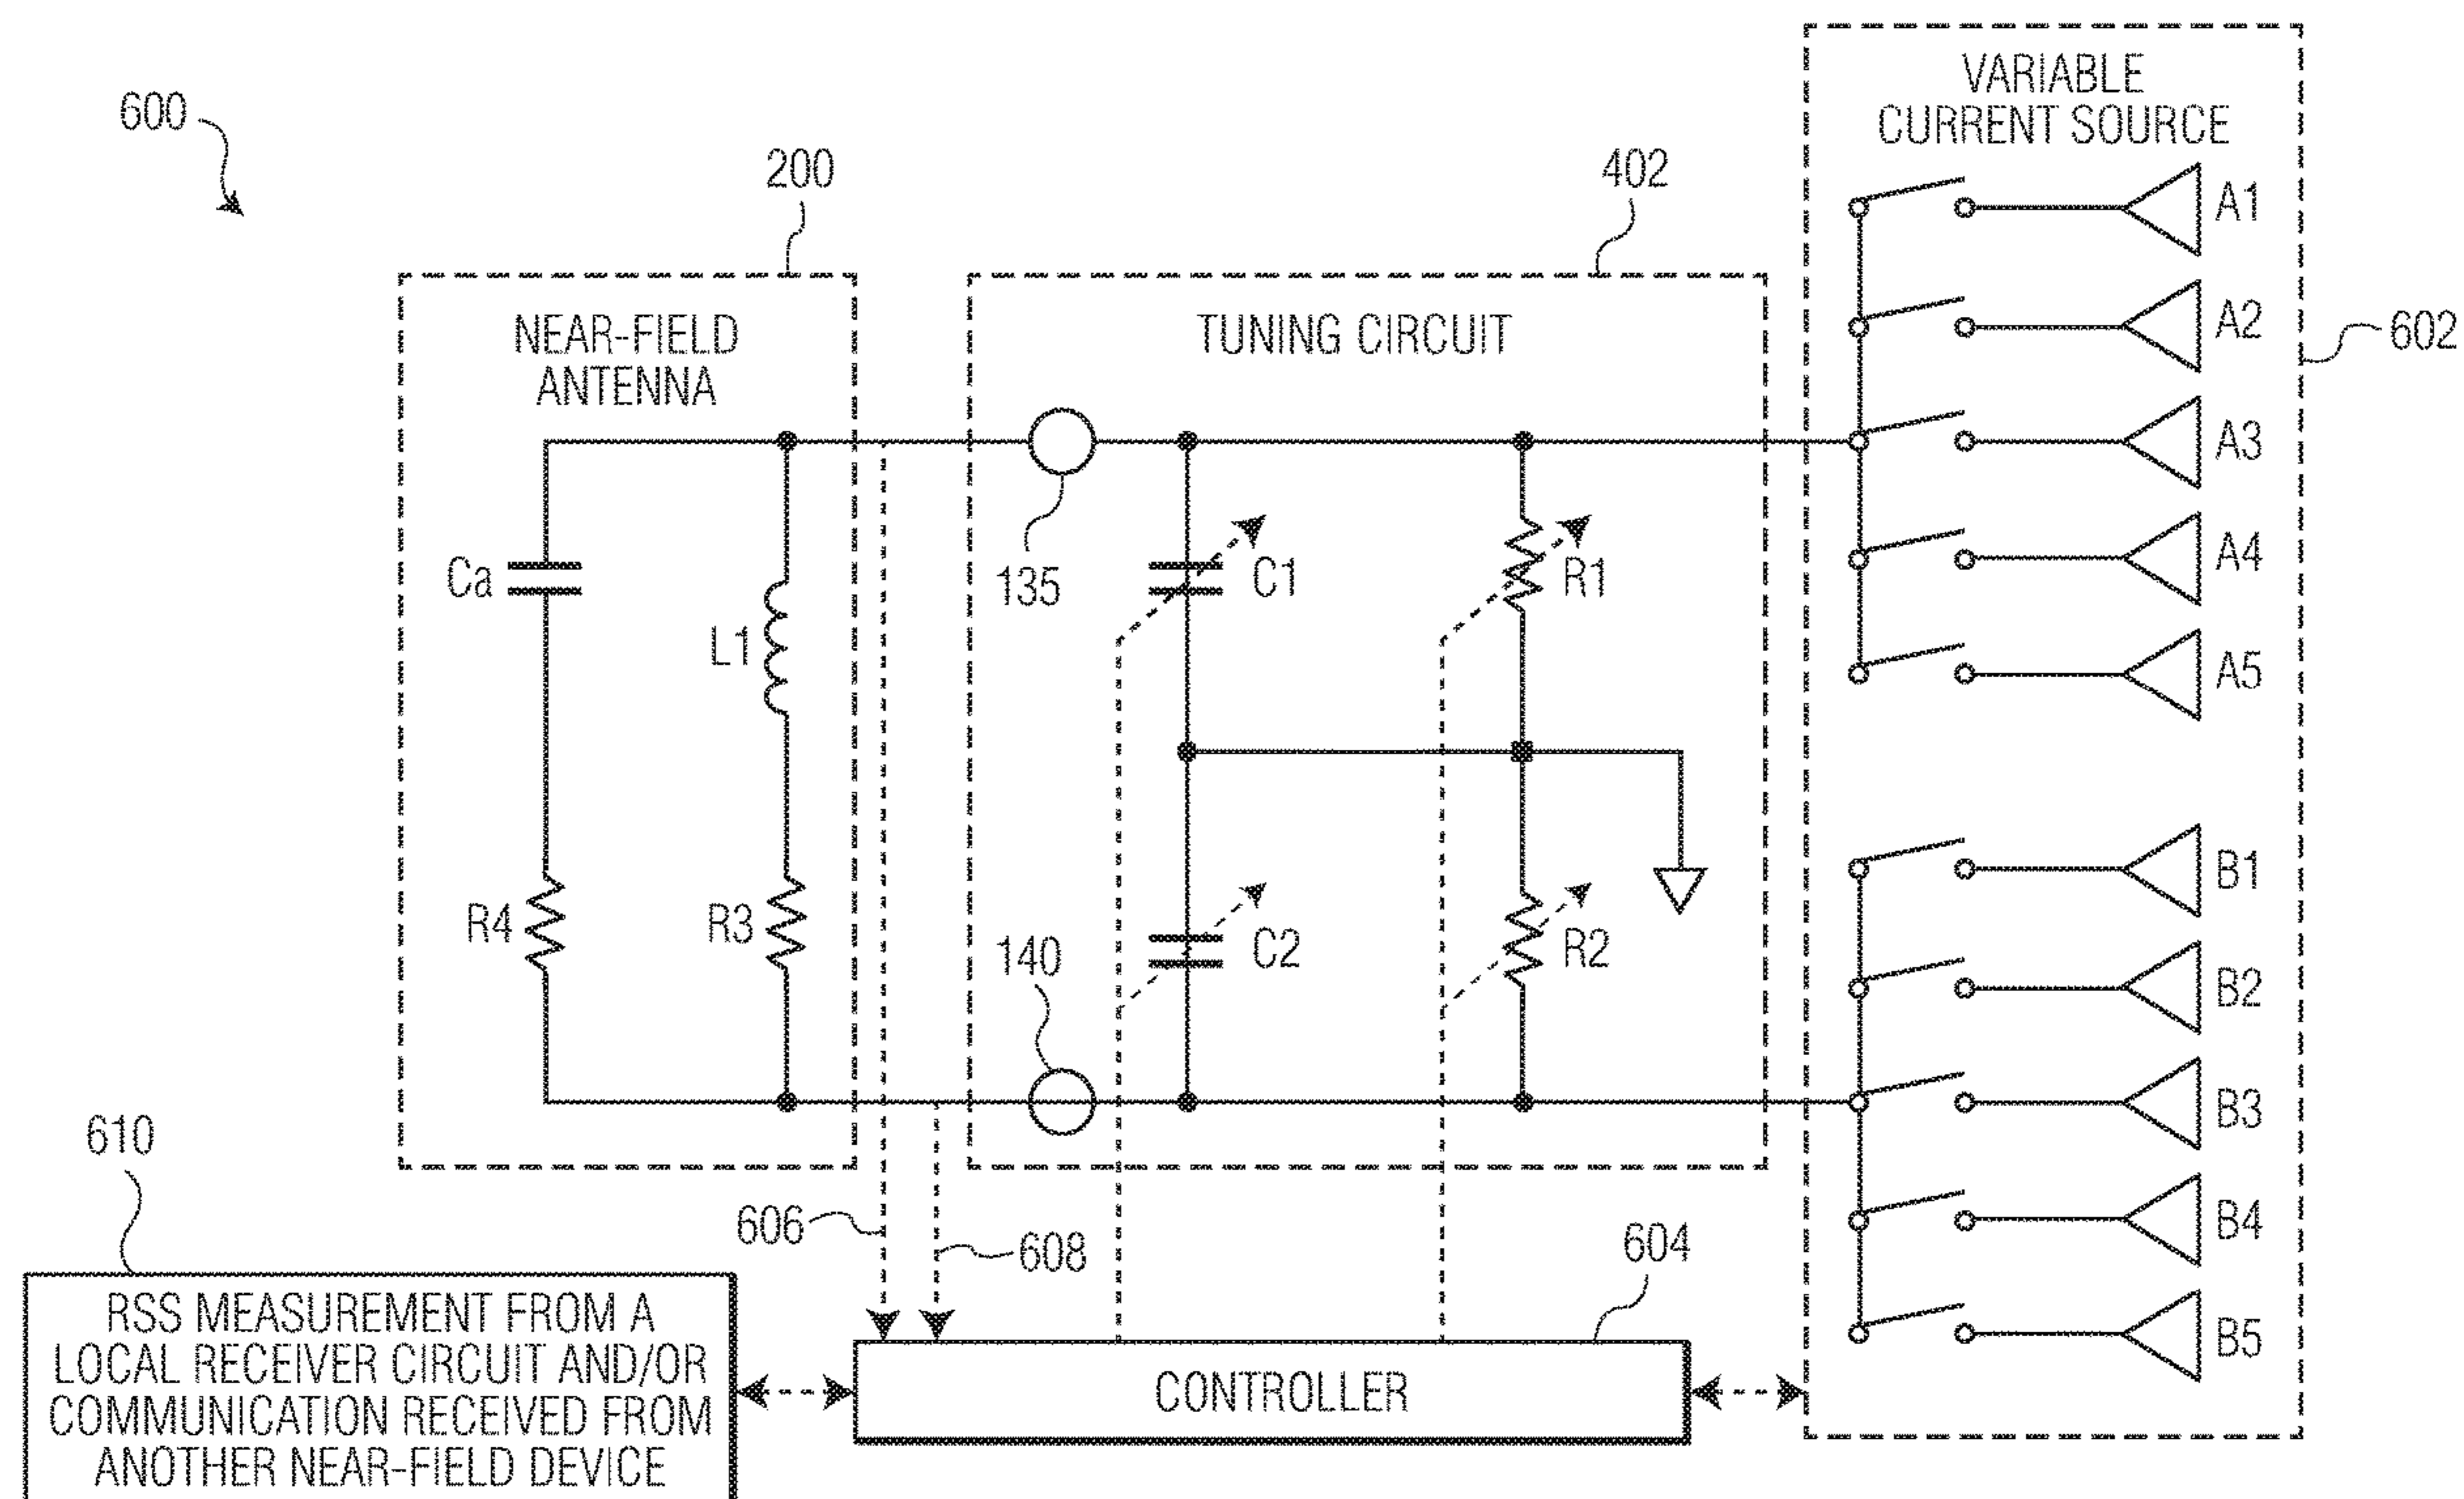 600
200
402
VARIABLE
CURRENT SOURCE
A1
A2
A3
A4
A5
602
NEAR-FIELD
ANTENNA
TUNING CIRCUIT
135
Ca
L1
C1
R1
R4
R3
140
C2
R2
B1
B2
B3
B4
B5
610
606
608
604
RSS MEASUREMENT FROM A
LOCAL RECEIVER CIRCUIT AND/OR
COMMUNICATION RECEIVED FROM
ANOTHER NEAR-FIELD DEVICE
CONTROLLER